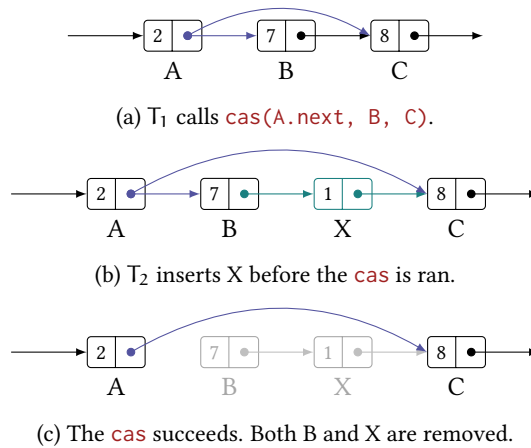 2 7 8
A B C
(a) T₁ calls cas(A.next, B, C).
2 7 1 8
A B X C
(b) T₂ inserts X before the cas is ran.
2 7 1 8
A B X C
(c) The cas succeeds. Both B and X are removed.